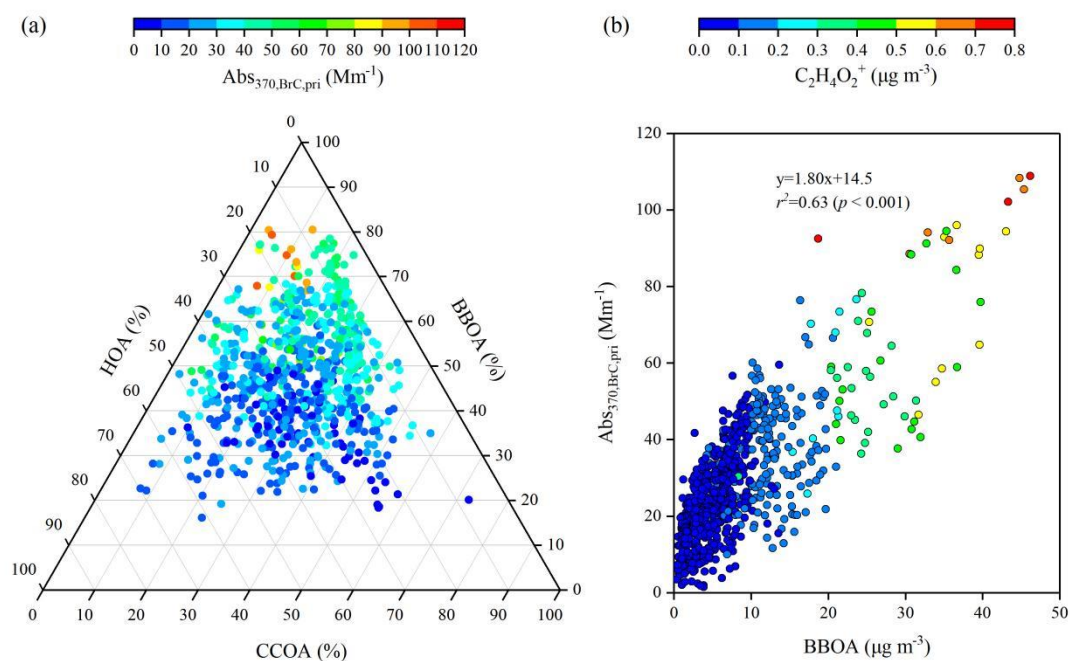 (a)
0 10 20 30 40 50 60 70 80 90 100 110 120
Abs370,BrC,pri (Mm-1)
0
10
20
30
40
50
60
70
80
90
100
HOA (%)
100
90
80
70
60
50
40
30
20
10
0
BBOA (%)
0 10 20 30 40 50 60 70 80 90 100
CCOA (%)
(b)
0.0 0.1 0.2 0.3 0.4 0.5 0.6 0.7 0.8
C2H4O2+ (μg m-3)
120
100
80
60
40
20
0
Abs370,BrC,pri (Mm-1)
y=1.80x+14.5
r2=0.63 (p < 0.001)
0 10 20 30 40 50
BBOA (μg m-3)